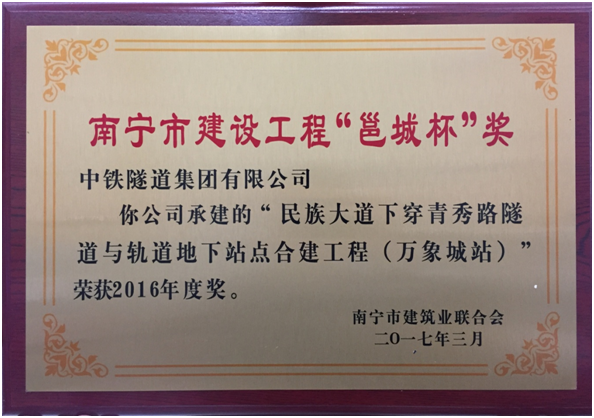 南宁市建设工程“邕城杯”奖
中铁隧道集团有限公司
你公司承建的“民族大道下穿青秀路隧
道与轨道地下站点合建工程（万象城站）”
荣获2016年度奖。
南宁市建筑业联合会
二〇一七年三月